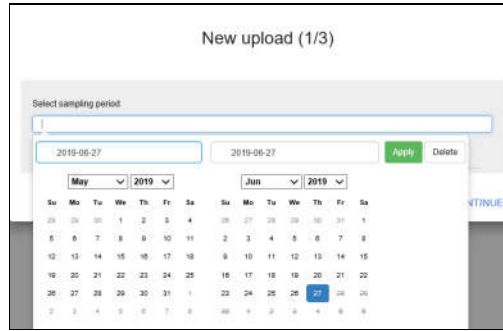 New upload (1/3)
Select sampling period
2019-06-27 2019-06-27 Apply Delete
May 2019 Jun 2019
Su Mo Tu We Th Fr Sa Su Mo Tu We Th Fr Sa
28 29 30 1 2 3 4 26 27 28 29 30 31 1
5 6 7 8 9 10 11 2 3 4 5 6 7 8
NTINUE
12 13 14 15 16 17 18 9 10 11 12 13 14 15
19 20 21 22 23 24 25 16 17 18 19 20 21 22
26 27 28 29 30 31 1 23 24 25 26 27 28 29
2 3 4 5 6 7 8 30 1 2 3 4 5 6